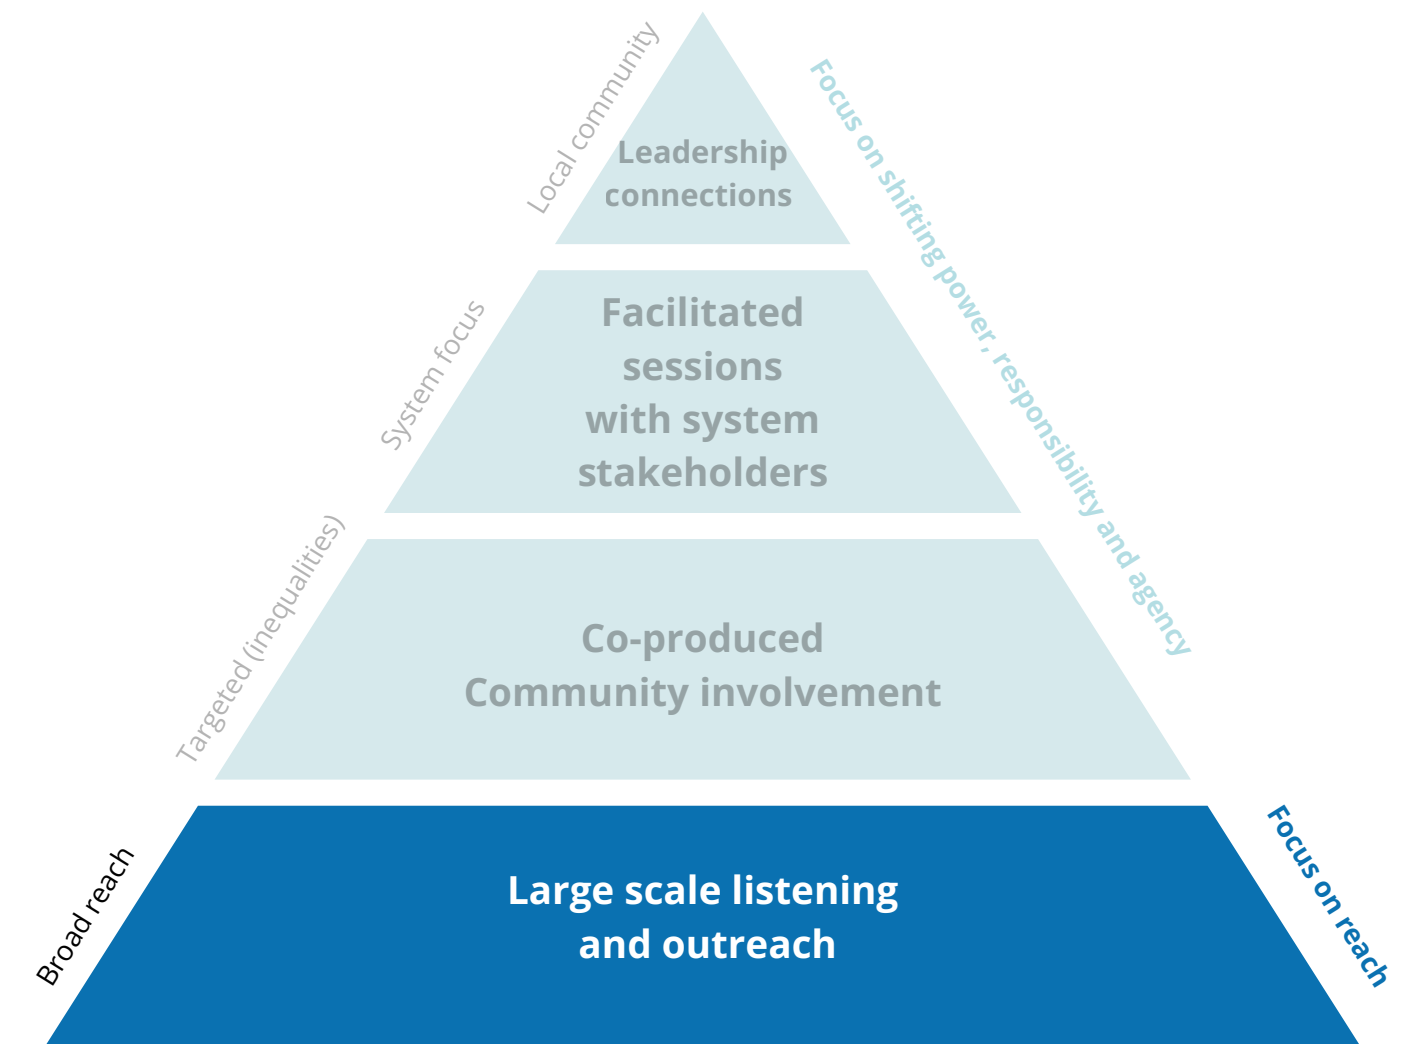 Local community
Focus on shifting power, responsibility and agency
Leadership
connections
System focus
Facilitated
sessions
with system
stakeholders
Targeted (inequalities)
Co-produced
Community involvement
Broad reach
Large scale listening
and outreach
Focus on reach